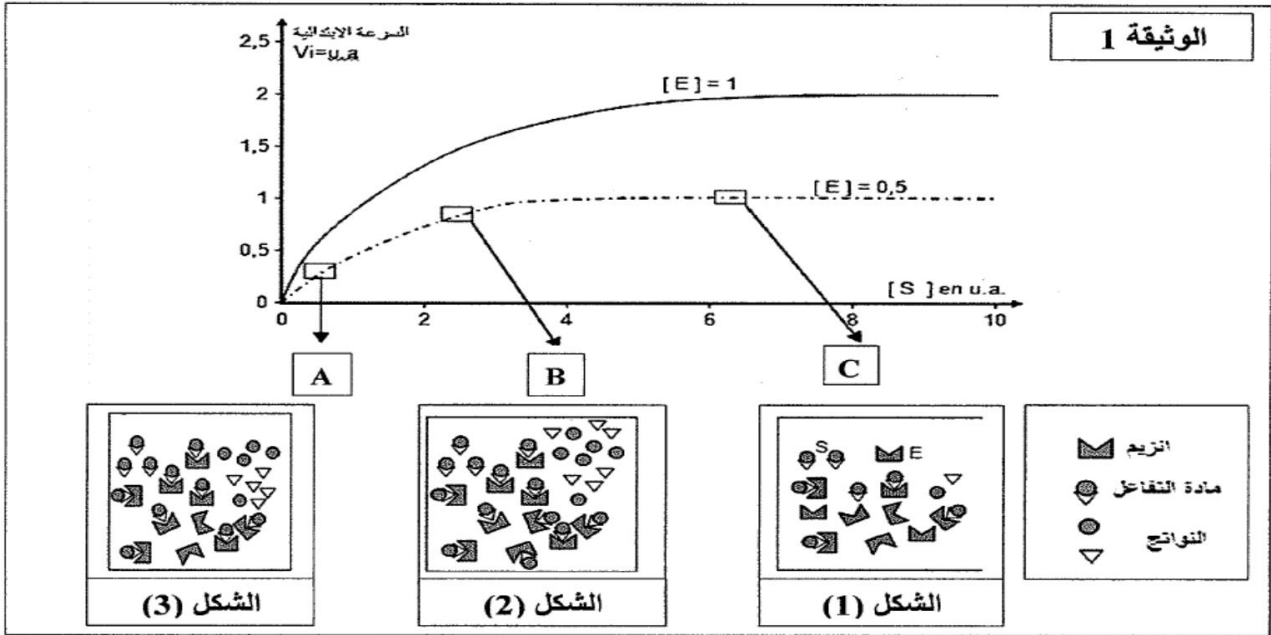 الوثيقة 1
السرعة الابتدائية
Vi=u.a
2,5
2
1,5
1
0,5
0
[E] = 1
[E] = 0,5
[S] en u.a.
0 2 4 6 8 10
A B C
S E
انزيم
مادة التفاعل
النواتج
الشكل (1)
الشكل (2)
الشكل (3)